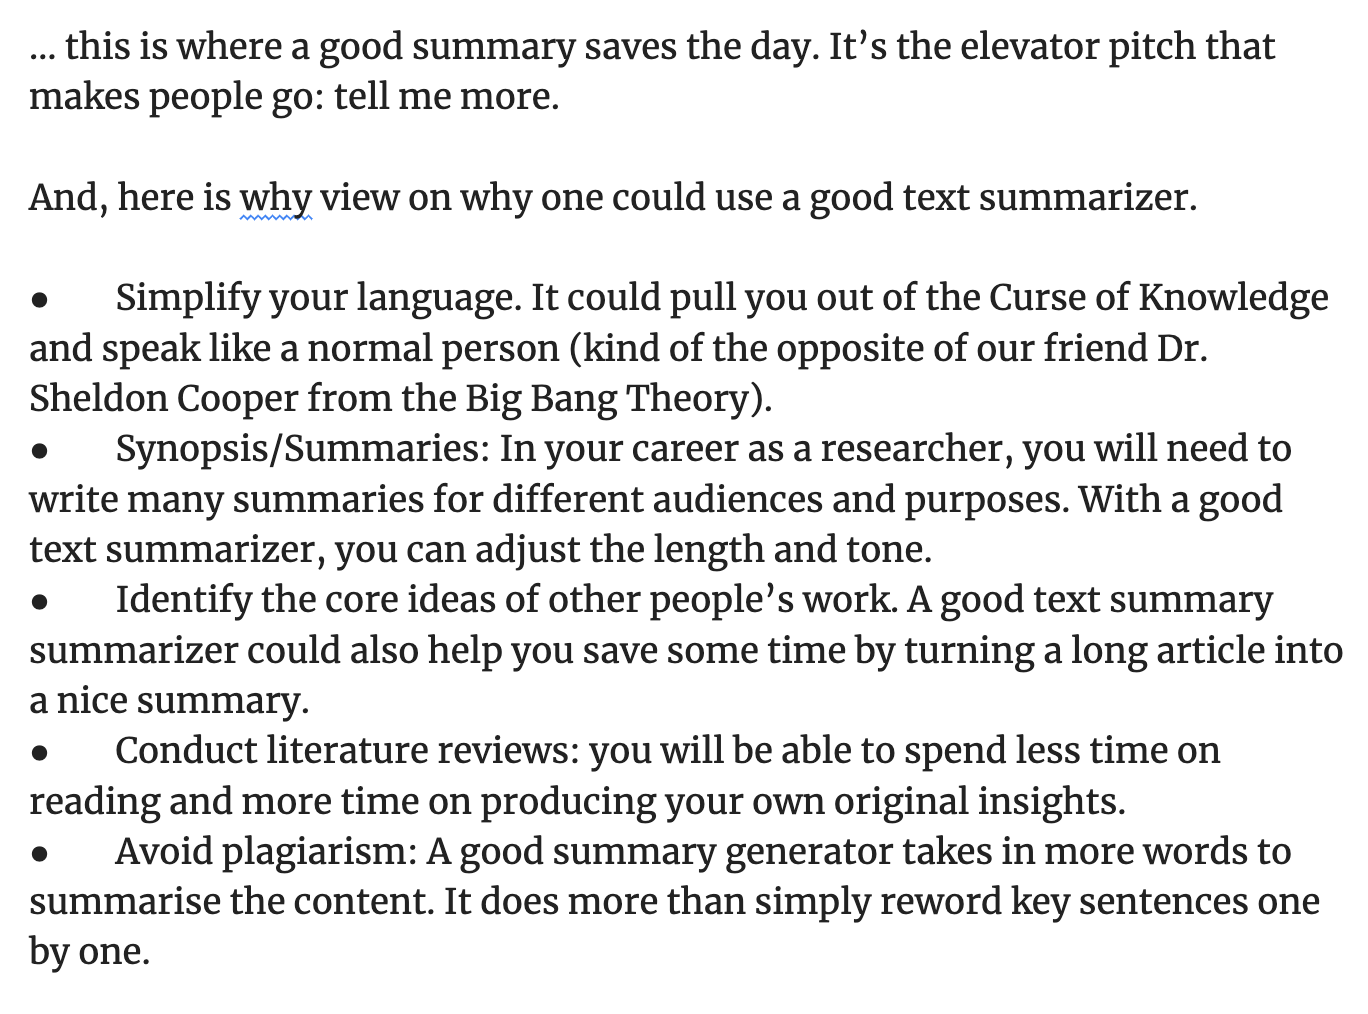 ... this is where a good summary saves the day. It’s the elevator pitch that
makes people go: tell me more.
And, here is why view on why one could use a good text summarizer.
● Simplify your language. It could pull you out of the Curse of Knowledge
and speak like a normal person (kind of the opposite of our friend Dr.
Sheldon Cooper from the Big Bang Theory).
● Synopsis/Summaries: In your career as a researcher, you will need to
write many summaries for different audiences and purposes. With a good
text summarizer, you can adjust the length and tone.
● Identify the core ideas of other people’s work. A good text summary
summarizer could also help you save some time by turning a long article into
a nice summary.
● Conduct literature reviews: you will be able to spend less time on
reading and more time on producing your own original insights.
● Avoid plagiarism: A good summary generator takes in more words to
summarise the content. It does more than simply reword key sentences one
by one.